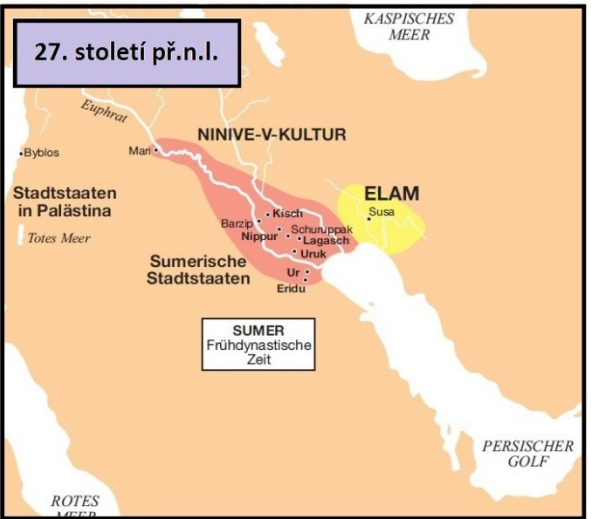 KASPISCHES
MEER
27. století př.n.l.
Euphrat
NINIVE-V-KULTUR
Mari
Byblos
Stadtstaaten
in Palästina
ELAM
Susa
Kisch
Barzip
Schuruppak
Nippur
Lagasch
Totes Meer
Uruk
Sumerische
Stadtstaaten
Ur
Eridu
SUMER
Frühdynastische
Zeit
PERSISCHER
GOLF
ROTES
MEER